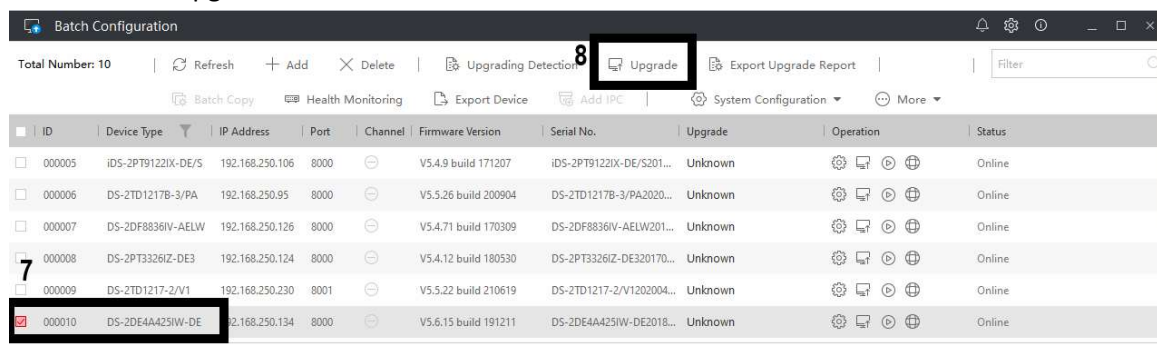 Batch Configuration
Total Number: 10 Refresh Add Delete Upgrading Detection 8 Upgrade Export Upgrade Report Filter
Batch Copy Health Monitoring Export Device Add IPC System Configuration More
ID Device Type IP Address Port Channel Firmware Version Serial No. Upgrade Operation Status
000005 iDS-2PT9122IX-DE/S 192.168.250.106 8000 V5.4.9 build 171207 iDS-2PT9122IX-DE/S201... Unknown Online
000006 DS-2TD1217B-3/PA 192.168.250.95 8000 V5.5.26 build 200904 DS-2TD1217B-3/PA2020... Unknown Online
000007 DS-2DF8836IV-AELW 192.168.250.126 8000 V5.4.71 build 170309 DS-2DF8836IV-AELW201... Unknown Online
000008 DS-2PT3326IZ-DE3 192.168.250.124 8000 V5.4.12 build 180530 DS-2PT3326IZ-DE320170... Unknown Online
7
000009 DS-2TD1217-2/V1 192.168.250.230 8001 V5.5.22 build 210619 DS-2TD1217-2/V1202004... Unknown Online
000010 DS-2DE4A425IW-DE 92.168.250.134 8000 V5.6.15 build 191211 DS-2DE4A425IW-DE2018... Unknown Online